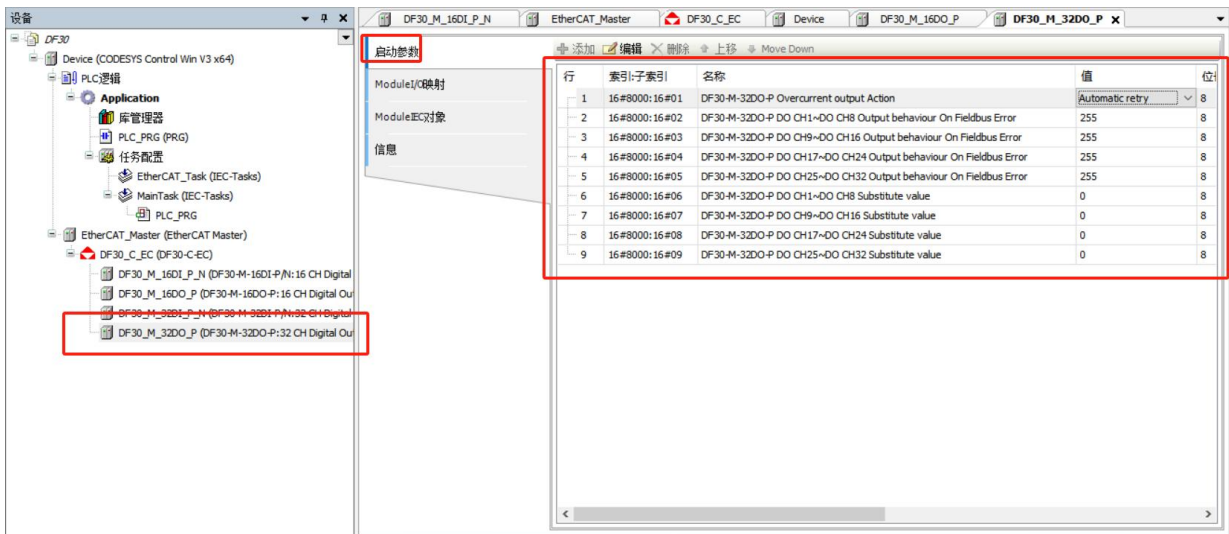 设备
DF30
Device (CODESYS Control Win V3 x64)
PLC逻辑
Application
库管理器
PLC_PRG (PRG)
任务配置
EtherCAT_Task (IEC-Tasks)
MainTask (IEC-Tasks)
PLC_PRG
EtherCAT_Master (EtherCAT Master)
DF30_C_EC (DF30-C-EC)
DF30_M_16DI_P_N (DF30-M-16DI-P/N:16 CH Digital
DF30_M_16DO_P (DF30-M-16DO-P:16 CH Digital Ou
DF30_M_32DI_P_N (DF30-M-32DI-P/N:32 CH Digital
DF30_M_32DO_P (DF30-M-32DO-P:32 CH Digital Ou
DF30_M_16DI_P_N EtherCAT_Master DF30_C_EC Device DF30_M_16DO_P DF30_M_32DO_P
启动参数
ModuleI/O映射
ModuleIEC对象
信息
添加 编辑 删除 上移 Move Down
行 索引:子索引 名称 值 位
1 16#8000:16#01 DF30-M-32DO-P Overcurrent output Action Automatic retry 8
2 16#8000:16#02 DF30-M-32DO-P DO CH1~DO CH8 Output behaviour On Fieldbus Error 255 8
3 16#8000:16#03 DF30-M-32DO-P DO CH9~DO CH16 Output behaviour On Fieldbus Error 255 8
4 16#8000:16#04 DF30-M-32DO-P DO CH17~DO CH24 Output behaviour On Fieldbus Error 255 8
5 16#8000:16#05 DF30-M-32DO-P DO CH25~DO CH32 Output behaviour On Fieldbus Error 255 8
6 16#8000:16#06 DF30-M-32DO-P DO CH1~DO CH8 Substitute value 0 8
7 16#8000:16#07 DF30-M-32DO-P DO CH9~DO CH16 Substitute value 0 8
8 16#8000:16#08 DF30-M-32DO-P DO CH17~DO CH24 Substitute value 0 8
9 16#8000:16#09 DF30-M-32DO-P DO CH25~DO CH32 Substitute value 0 8